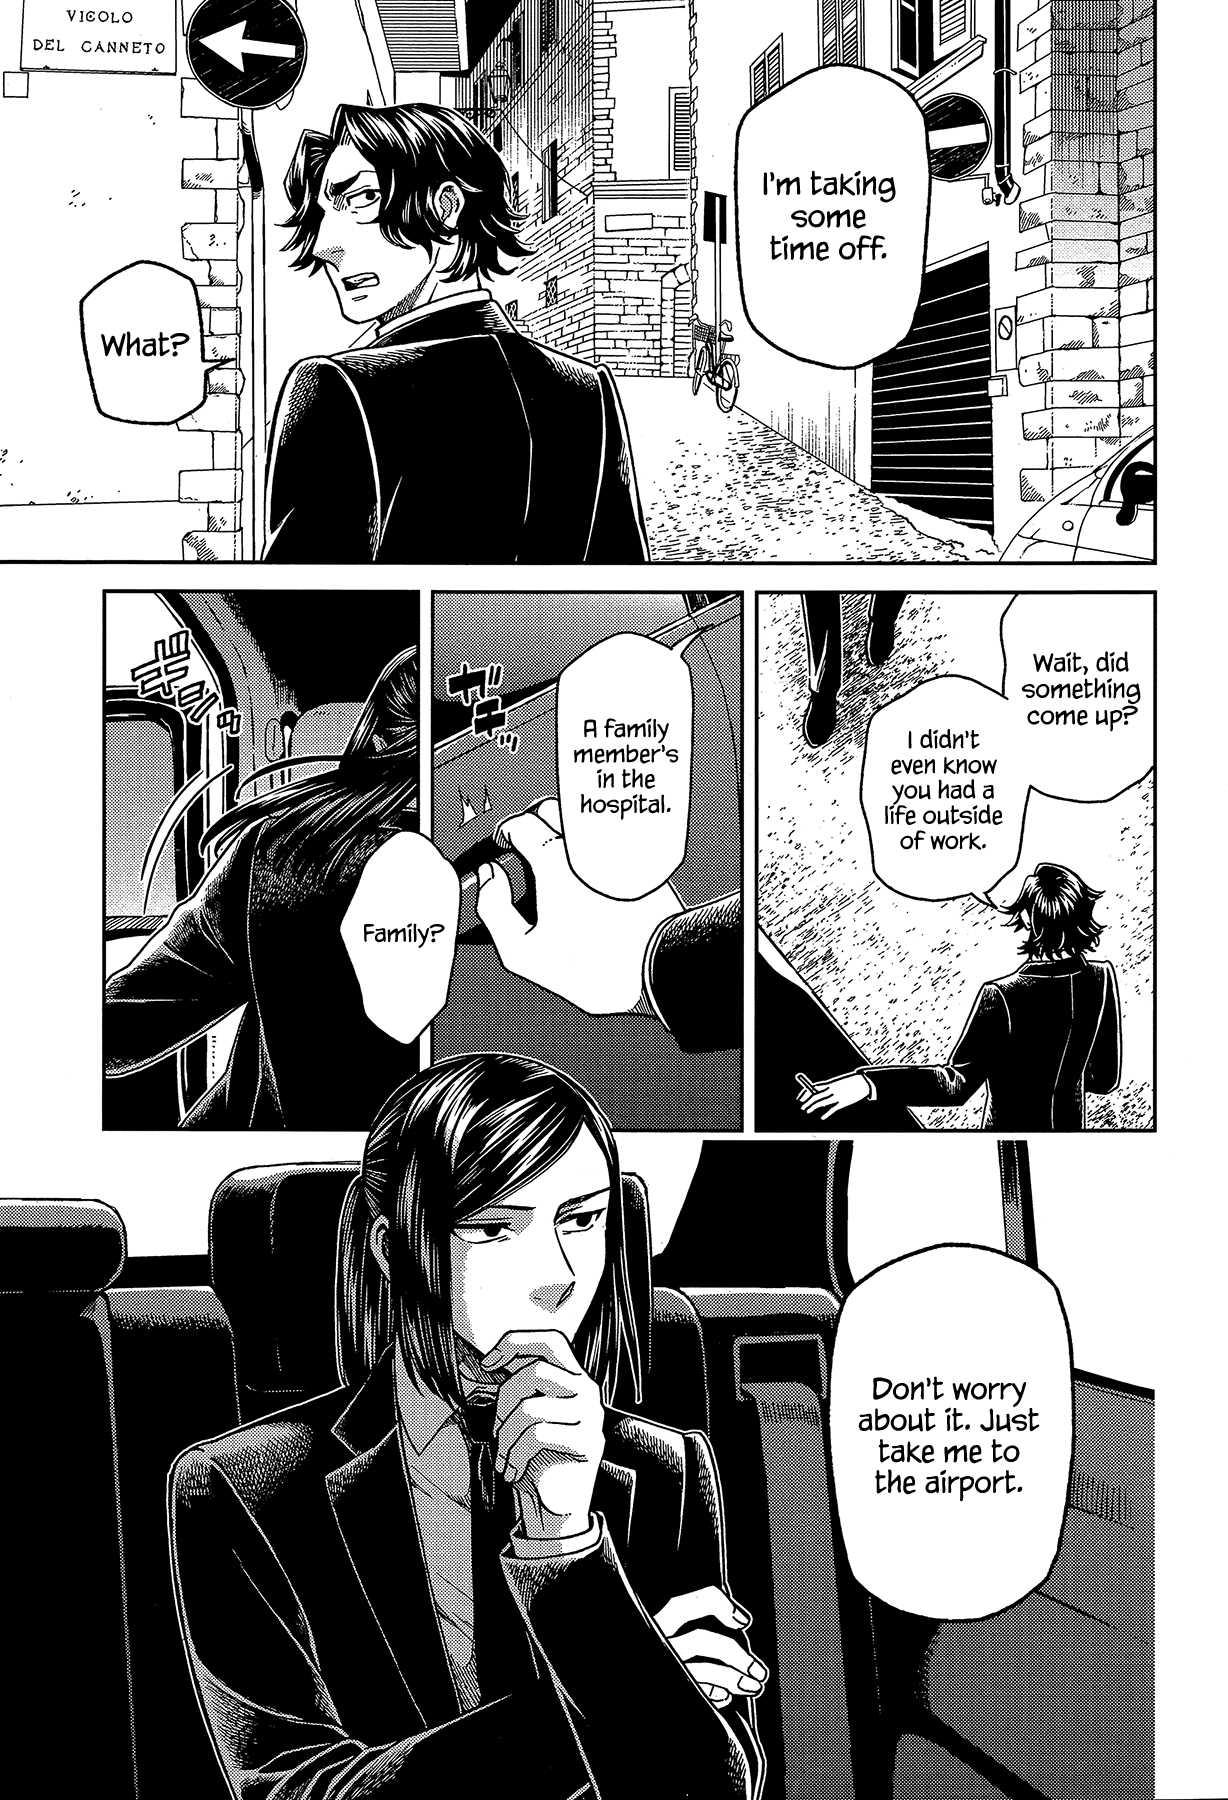 VICOLO
DEL CANNETO
I'm taking
some
time off.
What?
Wait, did
something
come up?
I didn't
even know
you had a
life outside
of work.
A family
member's
in the
hospital.
Family?
Don't worry
about it. Just
take me to
the airport.